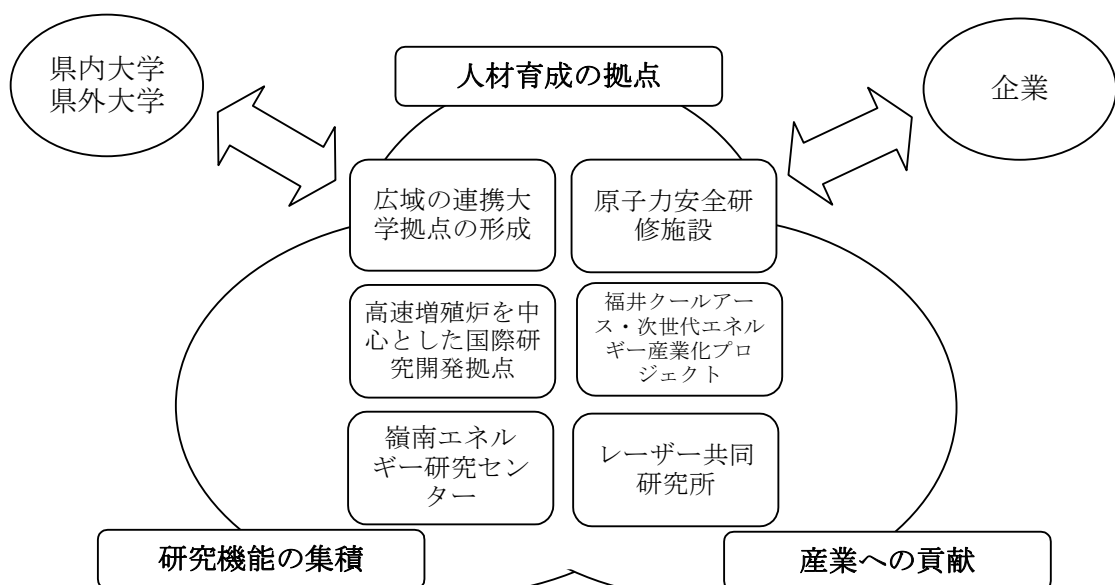 県内大学
県外大学
人材育成の拠点
企業
広域の連携大
学拠点の形成
原子力安全研
修施設
高速増殖炉を中
心とした国際研
究開発拠点
福井クールアー
ス・次世代エネル
ギー産業化プロ
ジェクト
嶺南エネル
ギー研究セン
ター
レーザー共同
研究所
研究機能の集積
産業への貢献